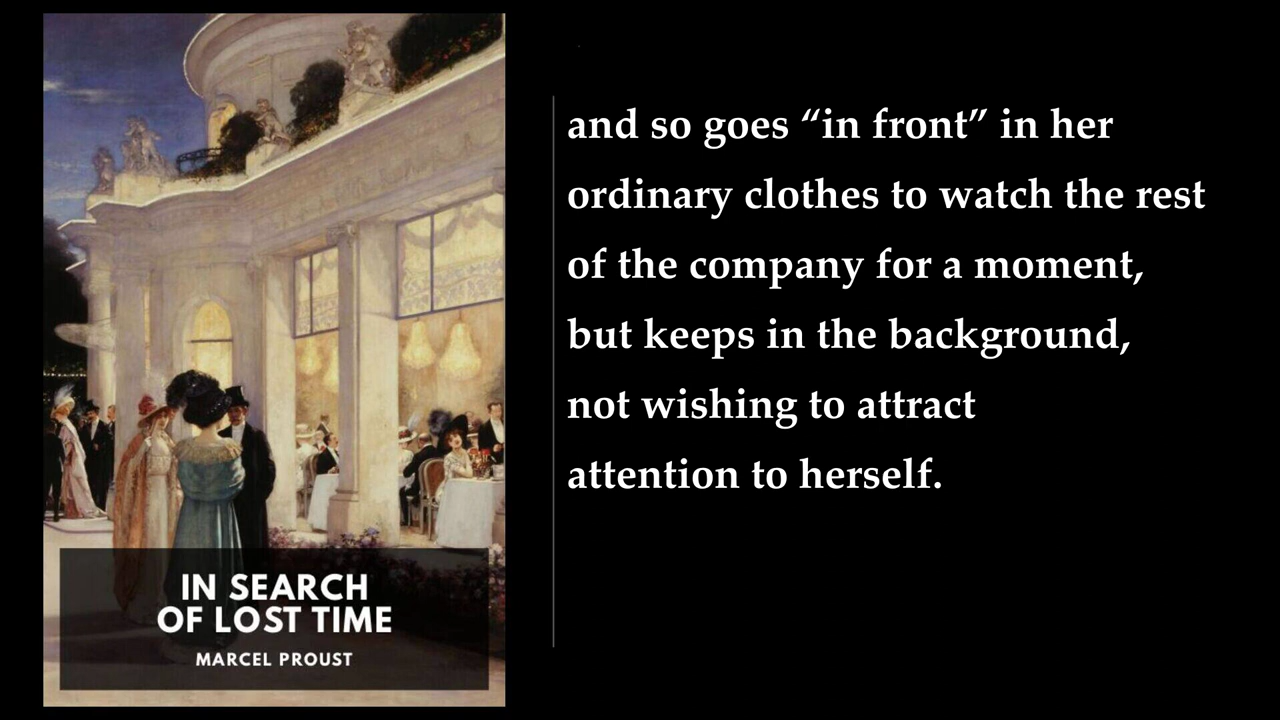 and so goes “in front” in her
ordinary clothes to watch the rest
of the company for a moment,
but keeps in the background,
not wishing to attract
attention to herself.
IN SEARCH
OF LOST TIME
MARCEL PROUST